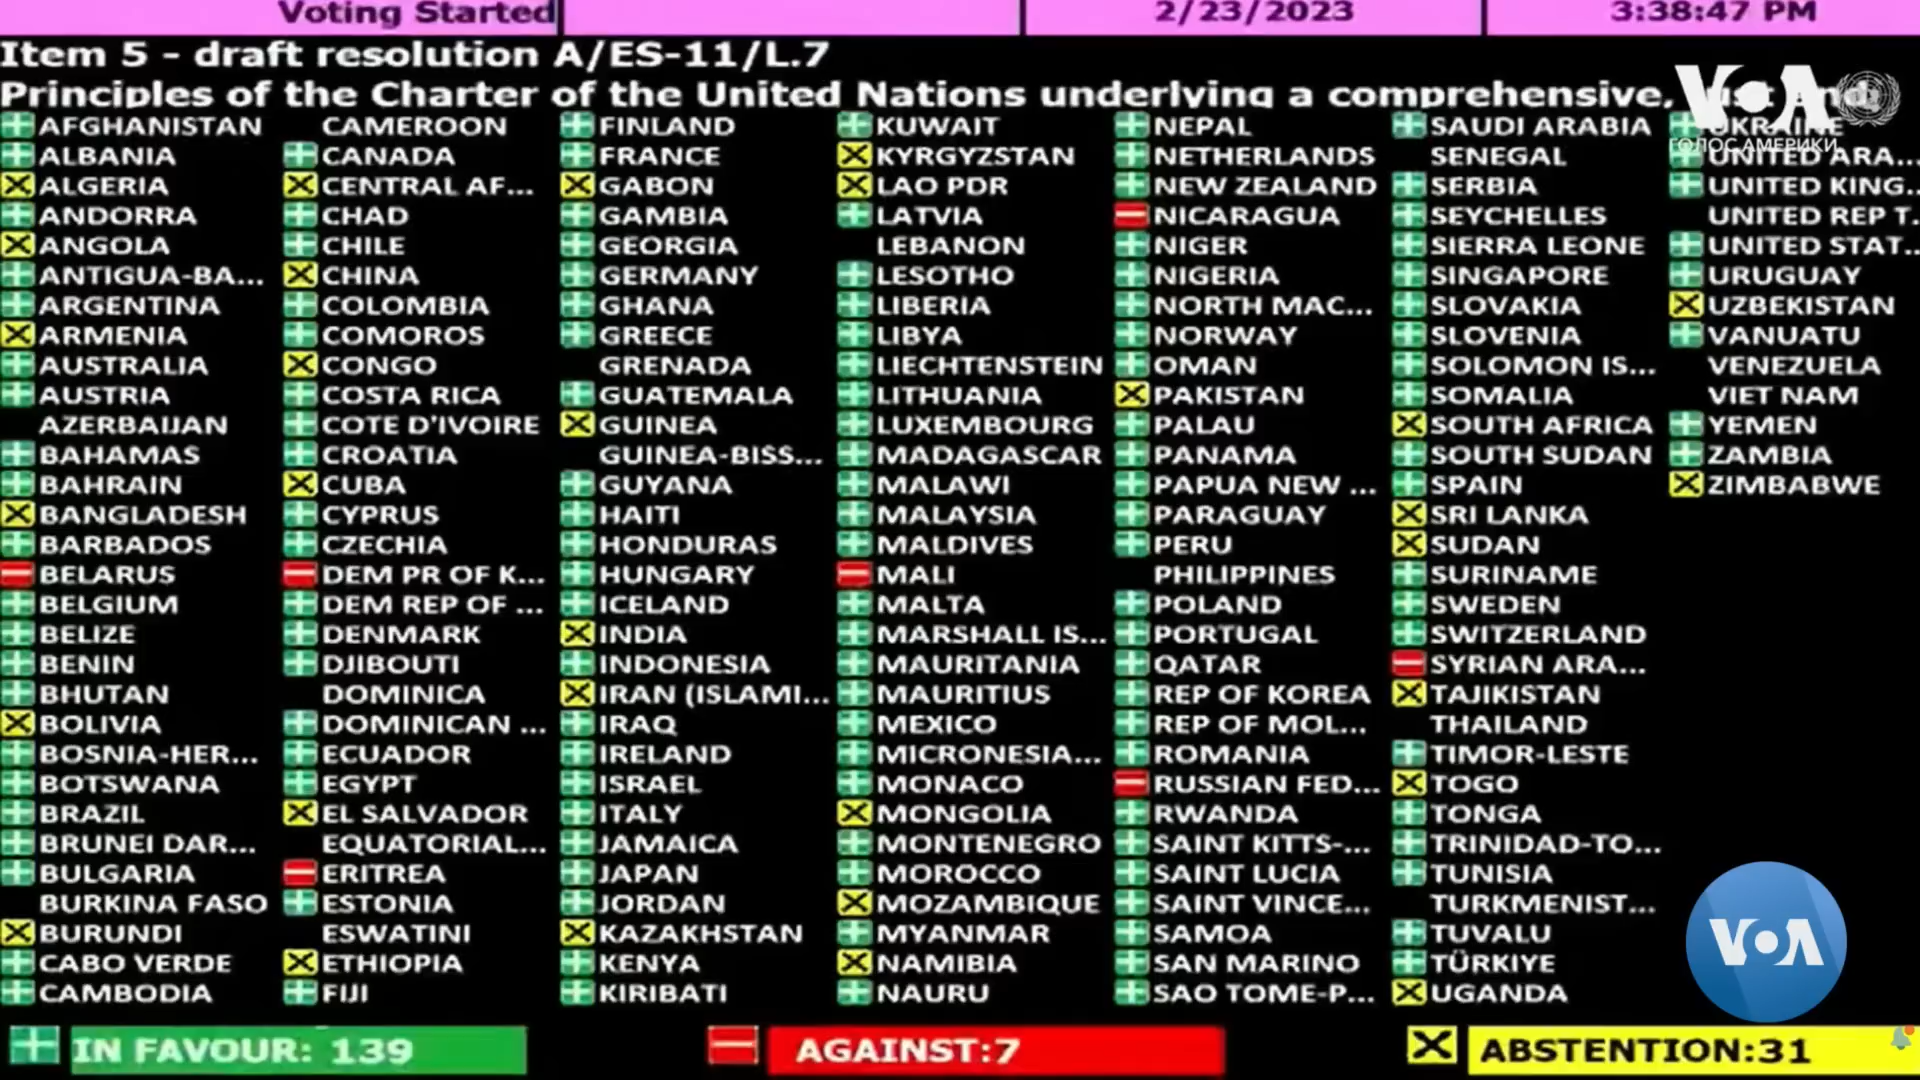 Voting Started 2/23/2023 3:38:47 PM
Item 5 - draft resolution A/ES-11/L.7
Principles of the Charter of the United Nations underlying a comprehensive,
VOA
ГОЛОС АМЕРИКИ
AFGHANISTAN CAMEROON FINLAND KUWAIT NEPAL SAUDI ARABIA UKRAINE
ALBANIA CANADA FRANCE KYRGYZSTAN NETHERLANDS SENEGAL UNITED ARA...
ALGERIA CENTRAL AF... GABON LAO PDR NEW ZEALAND SERBIA UNITED KING..
ANDORRA CHAD GAMBIA LATVIA NICARAGUA SEYCHELLES UNITED REP T.
ANGOLA CHILE GEORGIA LEBANON NIGER SIERRA LEONE UNITED STAT..
ANTIGUA-BA... CHINA GERMANY LESOTHO NIGERIA SINGAPORE URUGUAY
ARGENTINA COLOMBIA GHANA LIBERIA NORTH MAC... SLOVAKIA UZBEKISTAN
ARMENIA COMOROS GREECE LIBYA NORWAY SLOVENIA VANUATU
AUSTRALIA CONGO GRENADA LIECHTENSTEIN OMAN SOLOMON IS... VENEZUELA
AUSTRIA COSTA RICA GUATEMALA LITHUANIA PAKISTAN SOMALIA VIET NAM
AZERBAIJAN COTE D'IVOIRE GUINEA LUXEMBOURG PALAU SOUTH AFRICA YEMEN
BAHAMAS CROATIA GUINEA-BISS... MADAGASCAR PANAMA SOUTH SUDAN ZAMBIA
BAHRAIN CUBA GUYANA MALAWI PAPUA NEW ... SPAIN ZIMBABWE
BANGLADESH CYPRUS HAITI MALAYSIA PARAGUAY SRI LANKA
BARBADOS CZECHIA HONDURAS MALDIVES PERU SUDAN
BELARUS DEM PR OF K... HUNGARY MALI PHILIPPINES SURINAME
BELGIUM DEM REP OF ... ICELAND MALTA POLAND SWEDEN
BELIZE DENMARK INDIA MARSHALL IS... PORTUGAL SWITZERLAND
BENIN DJIBOUTI INDONESIA MAURITANIA QATAR SYRIAN ARA...
BHUTAN DOMINICA IRAN (ISLAMI... MAURITIUS REP OF KOREA TAJIKISTAN
BOLIVIA DOMINICAN ... IRAQ MEXICO REP OF MOL... THAILAND
BOSNIA-HER... ECUADOR IRELAND MICRONESIA... ROMANIA TIMOR-LESTE
BOTSWANA EGYPT ISRAEL MONACO RUSSIAN FED... TOGO
BRAZIL EL SALVADOR ITALY MONGOLIA RWANDA TONGA
BRUNEI DAR... EQUATORIAL... JAMAICA MONTENEGRO SAINT KITTS-... TRINIDAD-TO...
BULGARIA ERITREA JAPAN MOROCCO SAINT LUCIA TUNISIA
BURKINA FASO ESTONIA JORDAN MOZAMBIQUE SAINT VINCE... TURKMENIST...
BURUNDI ESWATINI KAZAKHSTAN MYANMAR SAMOA TUVALU
CABO VERDE ETHIOPIA KENYA NAMIBIA SAN MARINO TÜRKIYE
CAMBODIA FIJI KIRIBATI NAURU SAO TOME-P... UGANDA
VOA
IN FAVOUR: 139 AGAINST:7 ABSTENTION:31